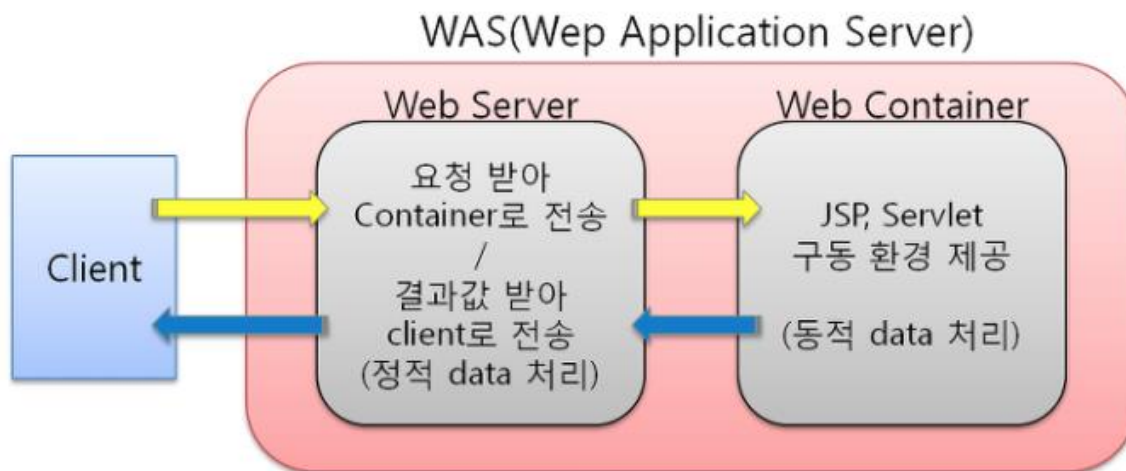 WAS(Wep Application Server)
Web Server
Web Container
Client
요청 받아
Container로 전송
/
결과값 받아
client로 전송
(정적 data 처리)
JSP, Servlet
구동 환경 제공
(동적 data 처리)